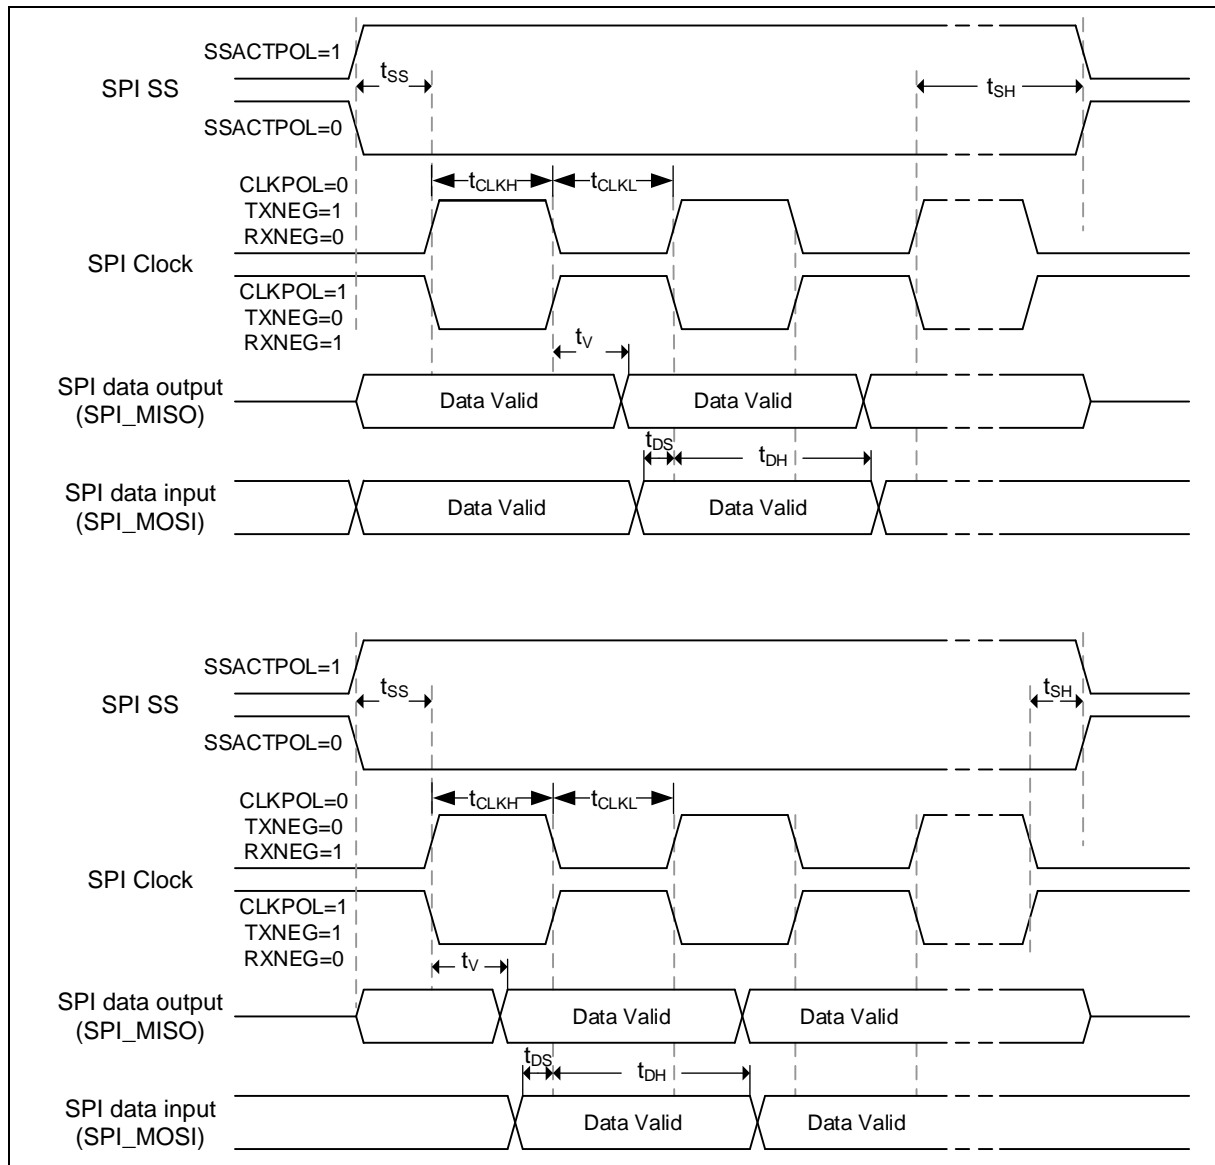 SSACTPOL=1
SPI SS
tSS
tSH
SSACTPOL=0
CLKPOL=0
TXNEG=1
RXNEG=0
tCLKH
tCLKL
SPI Clock
CLKPOL=1
TXNEG=0
RXNEG=1
tV
SPI data output
(SPI_MISO)
Data Valid
Data Valid
tDS
tDH
SPI data input
(SPI_MOSI)
Data Valid
Data Valid
SSACTPOL=1
SPI SS
tSS
tSH
SSACTPOL=0
CLKPOL=0
TXNEG=0
RXNEG=1
tCLKH
tCLKL
SPI Clock
CLKPOL=1
TXNEG=1
RXNEG=0
tV
SPI data output
(SPI_MISO)
Data Valid
Data Valid
tDS
tDH
SPI data input
(SPI_MOSI)
Data Valid
Data Valid